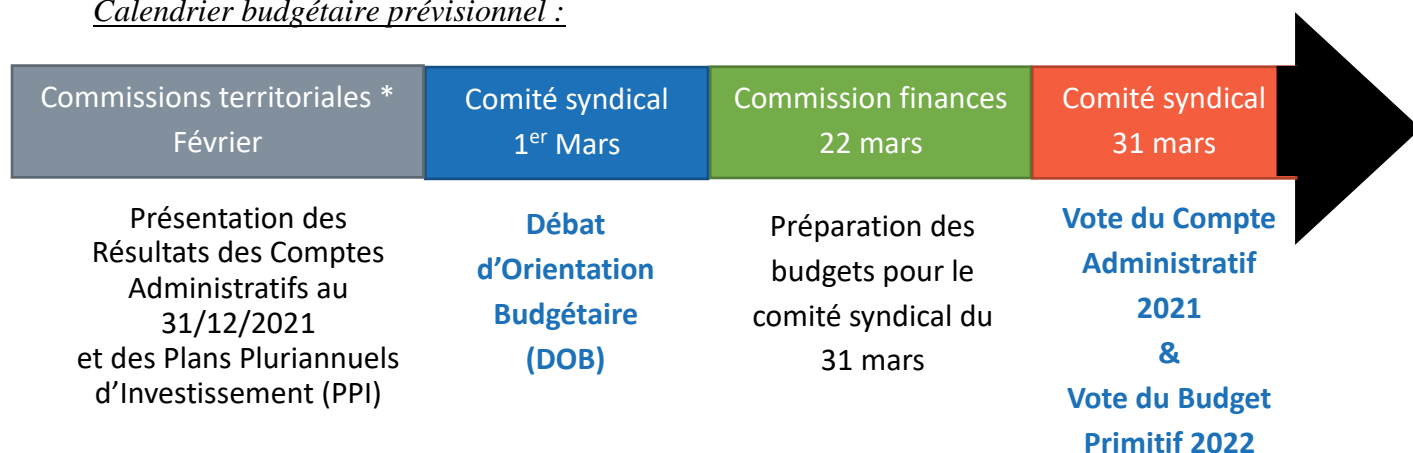 Calendrier budgétaire prévisionnel :
Commissions territoriales *
Février
Comité syndical
1er Mars
Commission finances
22 mars
Comité syndical
31 mars
Présentation des
Résultats des Comptes
Administratifs au
31/12/2021
et des Plans Pluriannuels
d’Investissement (PPI)
Débat
d’Orientation
Budgétaire
(DOB)
Préparation des
budgets pour le
comité syndical du
31 mars
Vote du Compte
Administratif
2021
&
Vote du Budget
Primitif 2022